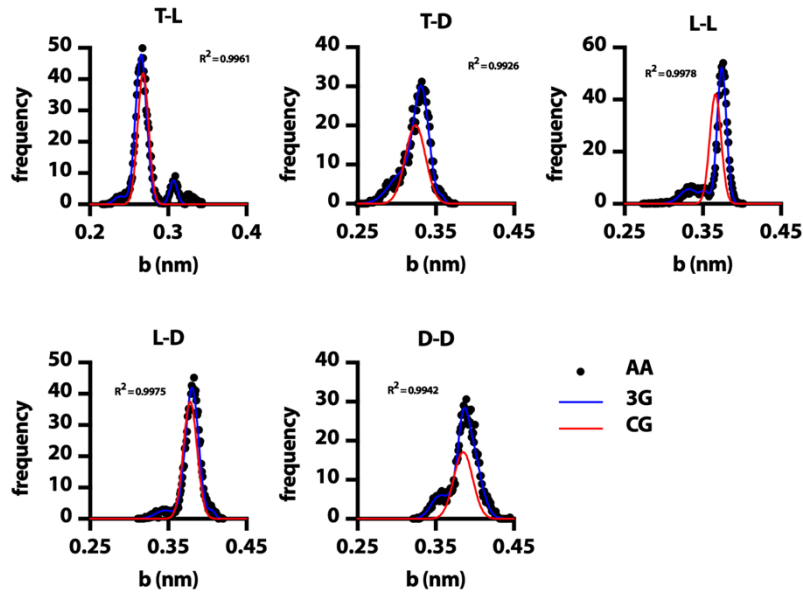 T-L
50
40
30
20
10
0
frequency
R²=0.9961
0.2
0.3
0.4
b (nm)
T-D
40
30
20
10
0
frequency
R²=0.9926
0.25
0.35
0.45
b (nm)
L-L
60
40
20
0
frequency
R²=0.9978
0.25
0.35
0.45
b (nm)
L-D
50
40
30
20
10
0
frequency
R²=0.9975
0.25
0.35
0.45
b (nm)
D-D
40
30
20
10
0
frequency
R²=0.9942
0.25
0.35
0.45
b (nm)
AA
3G
CG